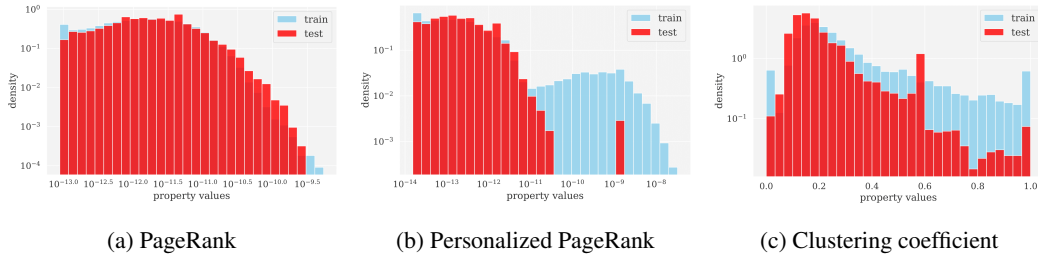 train
test
10⁰
10⁻¹
10⁻²
10⁻³
10⁻⁴
density
10⁻¹³·⁰ 10⁻¹²·⁵ 10⁻¹²·⁰ 10⁻¹¹·⁵ 10⁻¹¹·⁰ 10⁻¹⁰·⁵ 10⁻¹⁰·⁰ 10⁻⁹·⁵
property values
(a) PageRank
train
test
10⁻¹
10⁻²
10⁻³
density
10⁻¹⁴ 10⁻¹³ 10⁻¹² 10⁻¹¹ 10⁻¹⁰ 10⁻⁹ 10⁻⁸
property values
(b) Personalized PageRank
train
test
10⁰
10⁻¹
density
0.0 0.2 0.4 0.6 0.8 1.0
property values
(c) Clustering coefficient